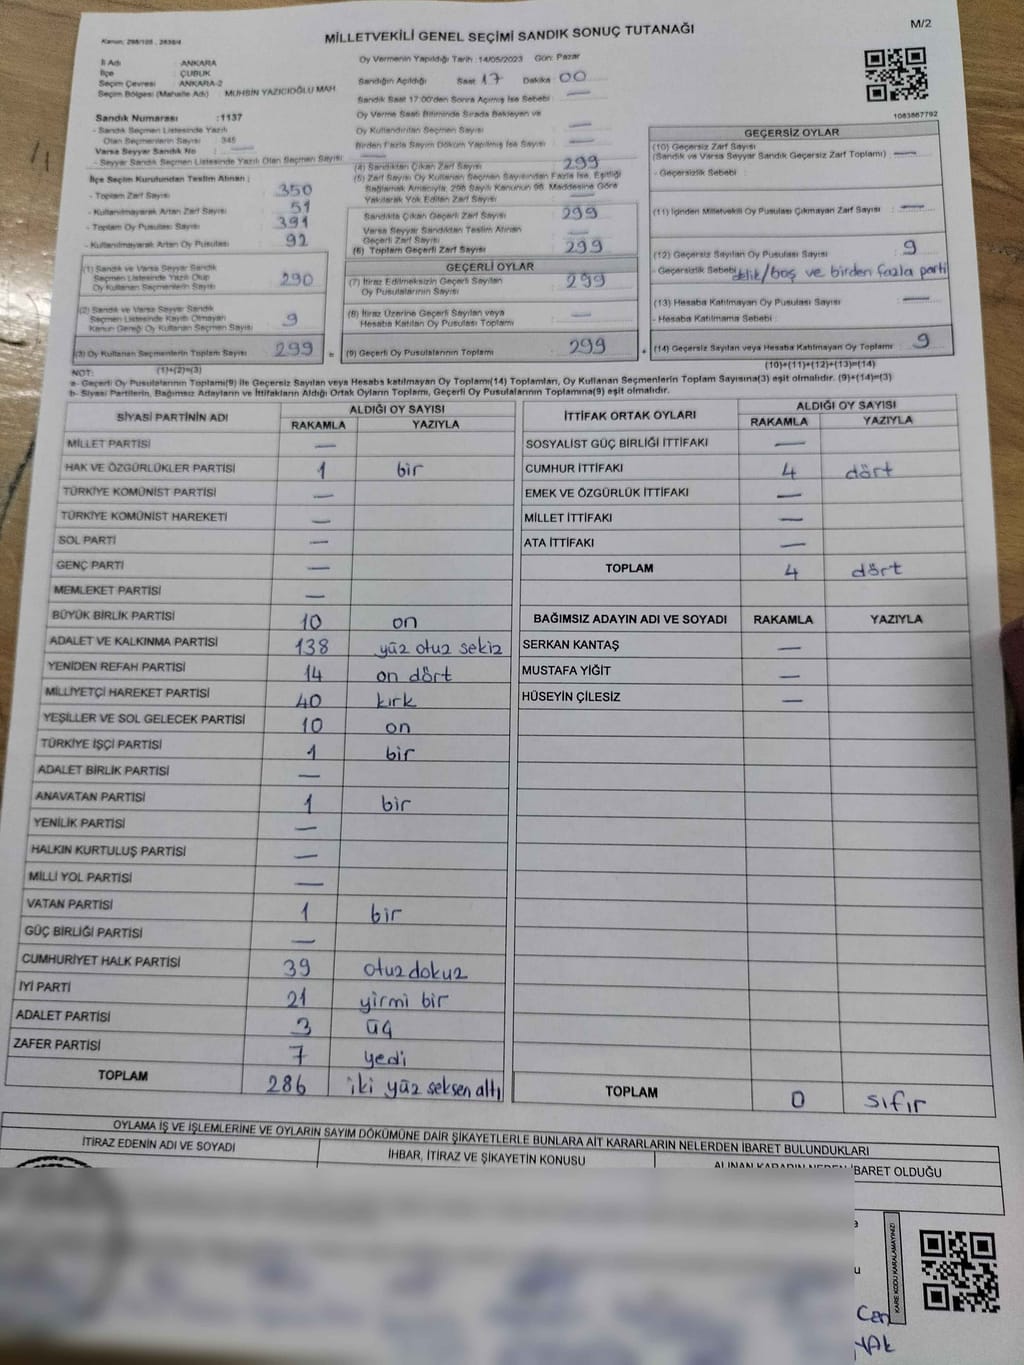 M/2
Kanun: 298/105 , 2839/4
MİLLETVEKİLİ GENEL SEÇİMİ SANDIK SONUÇ TUTANAĞI
İl Adı : ANKARA
İlçe : ÇUBUK
Seçim Çevresi : ANKARA-2
Seçim Bölgesi (Mahalle Adı) : MUHSİN YAZICIOĞLU MAH.
Sandık Numarası : 1137
- Sandık Seçmen Listesinde Yazılı
Olan Seçmenlerin Sayısı 345
Varsa Seyyar Sandık No —
- Seyyar Sandık Seçmen Listesinde Yazılı Olan Seçmen Sayısı —
İlçe Seçim Kurulundan Teslim Alınan ;
- Toplam Zarf Sayısı 350
- Kullanılmayarak Artan Zarf Sayısı 51
- Toplam Oy Pusulası Sayısı 391
- Kullanılmayarak Artan Oy Pusulası 92
(1) Sandık ve Varsa Seyyar Sandık
Seçmen Listesinde Yazılı Olup
Oy Kullanan Seçmenlerin Sayısı 290
(2) Sandık ve Varsa Seyyar Sandık
Seçmen Listesinde Kayıtlı Olmayan
Kanun Gereği Oy Kullanan Seçmen Sayısı 9
(3) Oy Kullanan Seçmenlerin Toplam Sayısı 299 =
(1)+(2)=(3)
Oy Vermenin Yapıldığı Tarih : 14/05/2023 Gün: Pazar
Sandığın Açıldığı Saat 17 Dakika 00
Sandık Saat 17:00'den Sonra Açılmış İse Sebebi : —
Oy Verme Saati Bitiminde Sırada Bekleyen ve
Oy Kullandırılan Seçmen Sayısı —
Birden Fazla Sayım Döküm Yapılmış İse Sayısı —
(4) Sandıktan Çıkan Zarf Sayısı 299
(5) Zarf Sayısı Oy Kullanan Seçmen Sayısından Fazla İse, Eşitliği
Sağlamak Amacıyla, 298 Sayılı Kanunun 98. Maddesine Göre
Yakılarak Yok Edilen Zarf Sayısı —
Sandıkta Çıkan Geçerli Zarf Sayısı 299
Varsa Seyyar Sandıktan Teslim Alınan
Geçerli Zarf Sayısı —
(6) Toplam Geçerli Zarf Sayısı 299
GEÇERLİ OYLAR
(7) İtiraz Edilmeksizin Geçerli Sayılan
Oy Pusulalarının Sayısı 299
(8) İtiraz Üzerine Geçerli Sayılan veya
Hesaba Katılan Oy Pusulaları Toplamı —
(9) Geçerli Oy Pusulalarının Toplamı 299 +
1083867792
GEÇERSİZ OYLAR
(10) Geçersiz Zarf Sayısı
(Sandık ve Varsa Seyyar Sandık Geçersiz Zarf Toplamı) —
- Geçersizlik Sebebi :
(11) İçinden Milletvekili Oy Pusulası Çıkmayan Zarf Sayısı —
(12) Geçersiz Sayılan Oy Pusulası Sayısı 9
- Geçersizlik Sebebi delik/boş ve birden fazla parti
(13) Hesaba Katılmayan Oy Pusulası Sayısı —
- Hesaba Katılmama Sebebi :
(14) Geçersiz Sayılan veya Hesaba Katılmayan Oy Toplamı 9
(10)+(11)+(12)+(13)=(14)
NOT:
a- Geçerli Oy Pusulalarının Toplamı(9) ile Geçersiz Sayılan veya Hesaba katılmayan Oy Toplamı(14) Toplamları, Oy Kullanan Seçmenlerin Toplam Sayısına(3) eşit olmalıdır. (9)+(14)=(3)
b- Siyasi Partilerin, Bağımsız Adayların ve İttifakların Aldığı Ortak Oyların Toplamı, Geçerli Oy Pusulalarının Toplamına(9) eşit olmalıdır.
SİYASİ PARTİNİN ADI ALDIĞI OY SAYISI
RAKAMLA YAZIYLA
MİLLET PARTİSİ —
HAK VE ÖZGÜRLÜKLER PARTİSİ 1 bir
TÜRKİYE KOMÜNİST PARTİSİ —
TÜRKİYE KOMÜNİST HAREKETİ —
SOL PARTİ —
GENÇ PARTİ —
MEMLEKET PARTİSİ —
BÜYÜK BİRLİK PARTİSİ 10 on
ADALET VE KALKINMA PARTİSİ 138 yüz otuz sekiz
YENİDEN REFAH PARTİSİ 14 on dört
MİLLİYETÇİ HAREKET PARTİSİ 40 kırk
YEŞİLLER VE SOL GELECEK PARTİSİ 10 on
TÜRKİYE İŞÇİ PARTİSİ 1 bir
ADALET BİRLİK PARTİSİ —
ANAVATAN PARTİSİ 1 bir
YENİLİK PARTİSİ —
HALKIN KURTULUŞ PARTİSİ —
MİLLİ YOL PARTİSİ —
VATAN PARTİSİ 1 bir
GÜÇ BİRLİĞİ PARTİSİ —
CUMHURİYET HALK PARTİSİ 39 otuz dokuz
İYİ PARTİ 21 yirmi bir
ADALET PARTİSİ 3 üç
ZAFER PARTİSİ 7 yedi
TOPLAM 286 iki yüz seksen altı
İTTİFAK ORTAK OYLARI ALDIĞI OY SAYISI
RAKAMLA YAZIYLA
SOSYALİST GÜÇ BİRLİĞİ İTTİFAKI —
CUMHUR İTTİFAKI 4 dört
EMEK VE ÖZGÜRLÜK İTTİFAKI —
MİLLET İTTİFAKI —
ATA İTTİFAKI —
TOPLAM 4 dört
BAĞIMSIZ ADAYIN ADI VE SOYADI RAKAMLA YAZIYLA
SERKAN KANTAŞ —
MUSTAFA YİĞİT —
HÜSEYİN ÇİLESİZ —
TOPLAM 0 sıfır
OYLAMA İŞ VE İŞLEMLERİNE VE OYLARIN SAYIM DÖKÜMÜNE DAİR ŞİKAYETLERLE BUNLARA AİT KARARLARIN NELERDEN İBARET BULUNDUKLARI
İTİRAZ EDENİN ADI VE SOYADI İHBAR, İTİRAZ VE ŞİKAYETİN KONUSU ALINAN KARARIN NEDEN İBARET OLDUĞU
KARE KODU KARALAMAYINIZ!